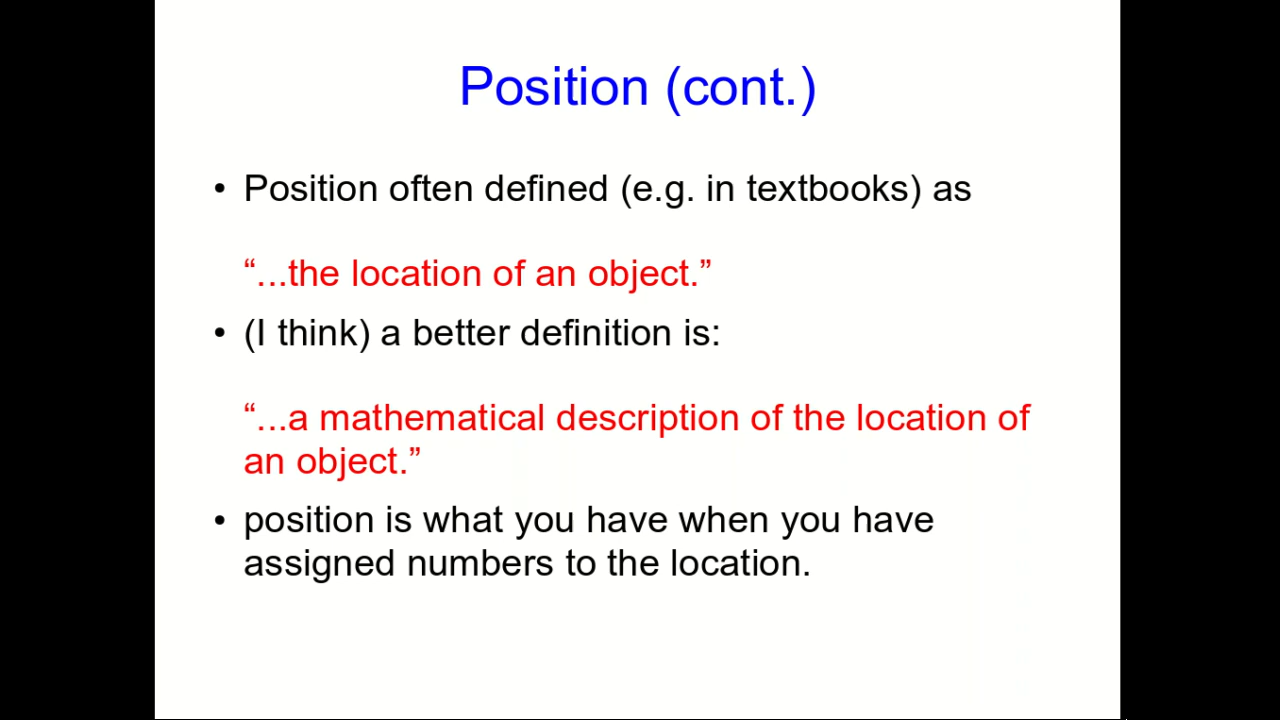 Position (cont.)
• Position often defined (e.g. in textbooks) as
“...the location of an object.”
• (I think) a better definition is:
“...a mathematical description of the location of
an object.”
• position is what you have when you have
assigned numbers to the location.